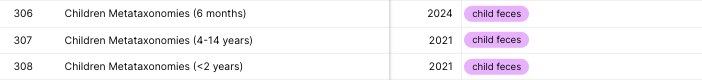 306 Children Metataxonomies (6 months) 2024 child feces
307 Children Metataxonomies (4-14 years) 2021 child feces
308 Children Metataxonomies (<2 years) 2021 child feces